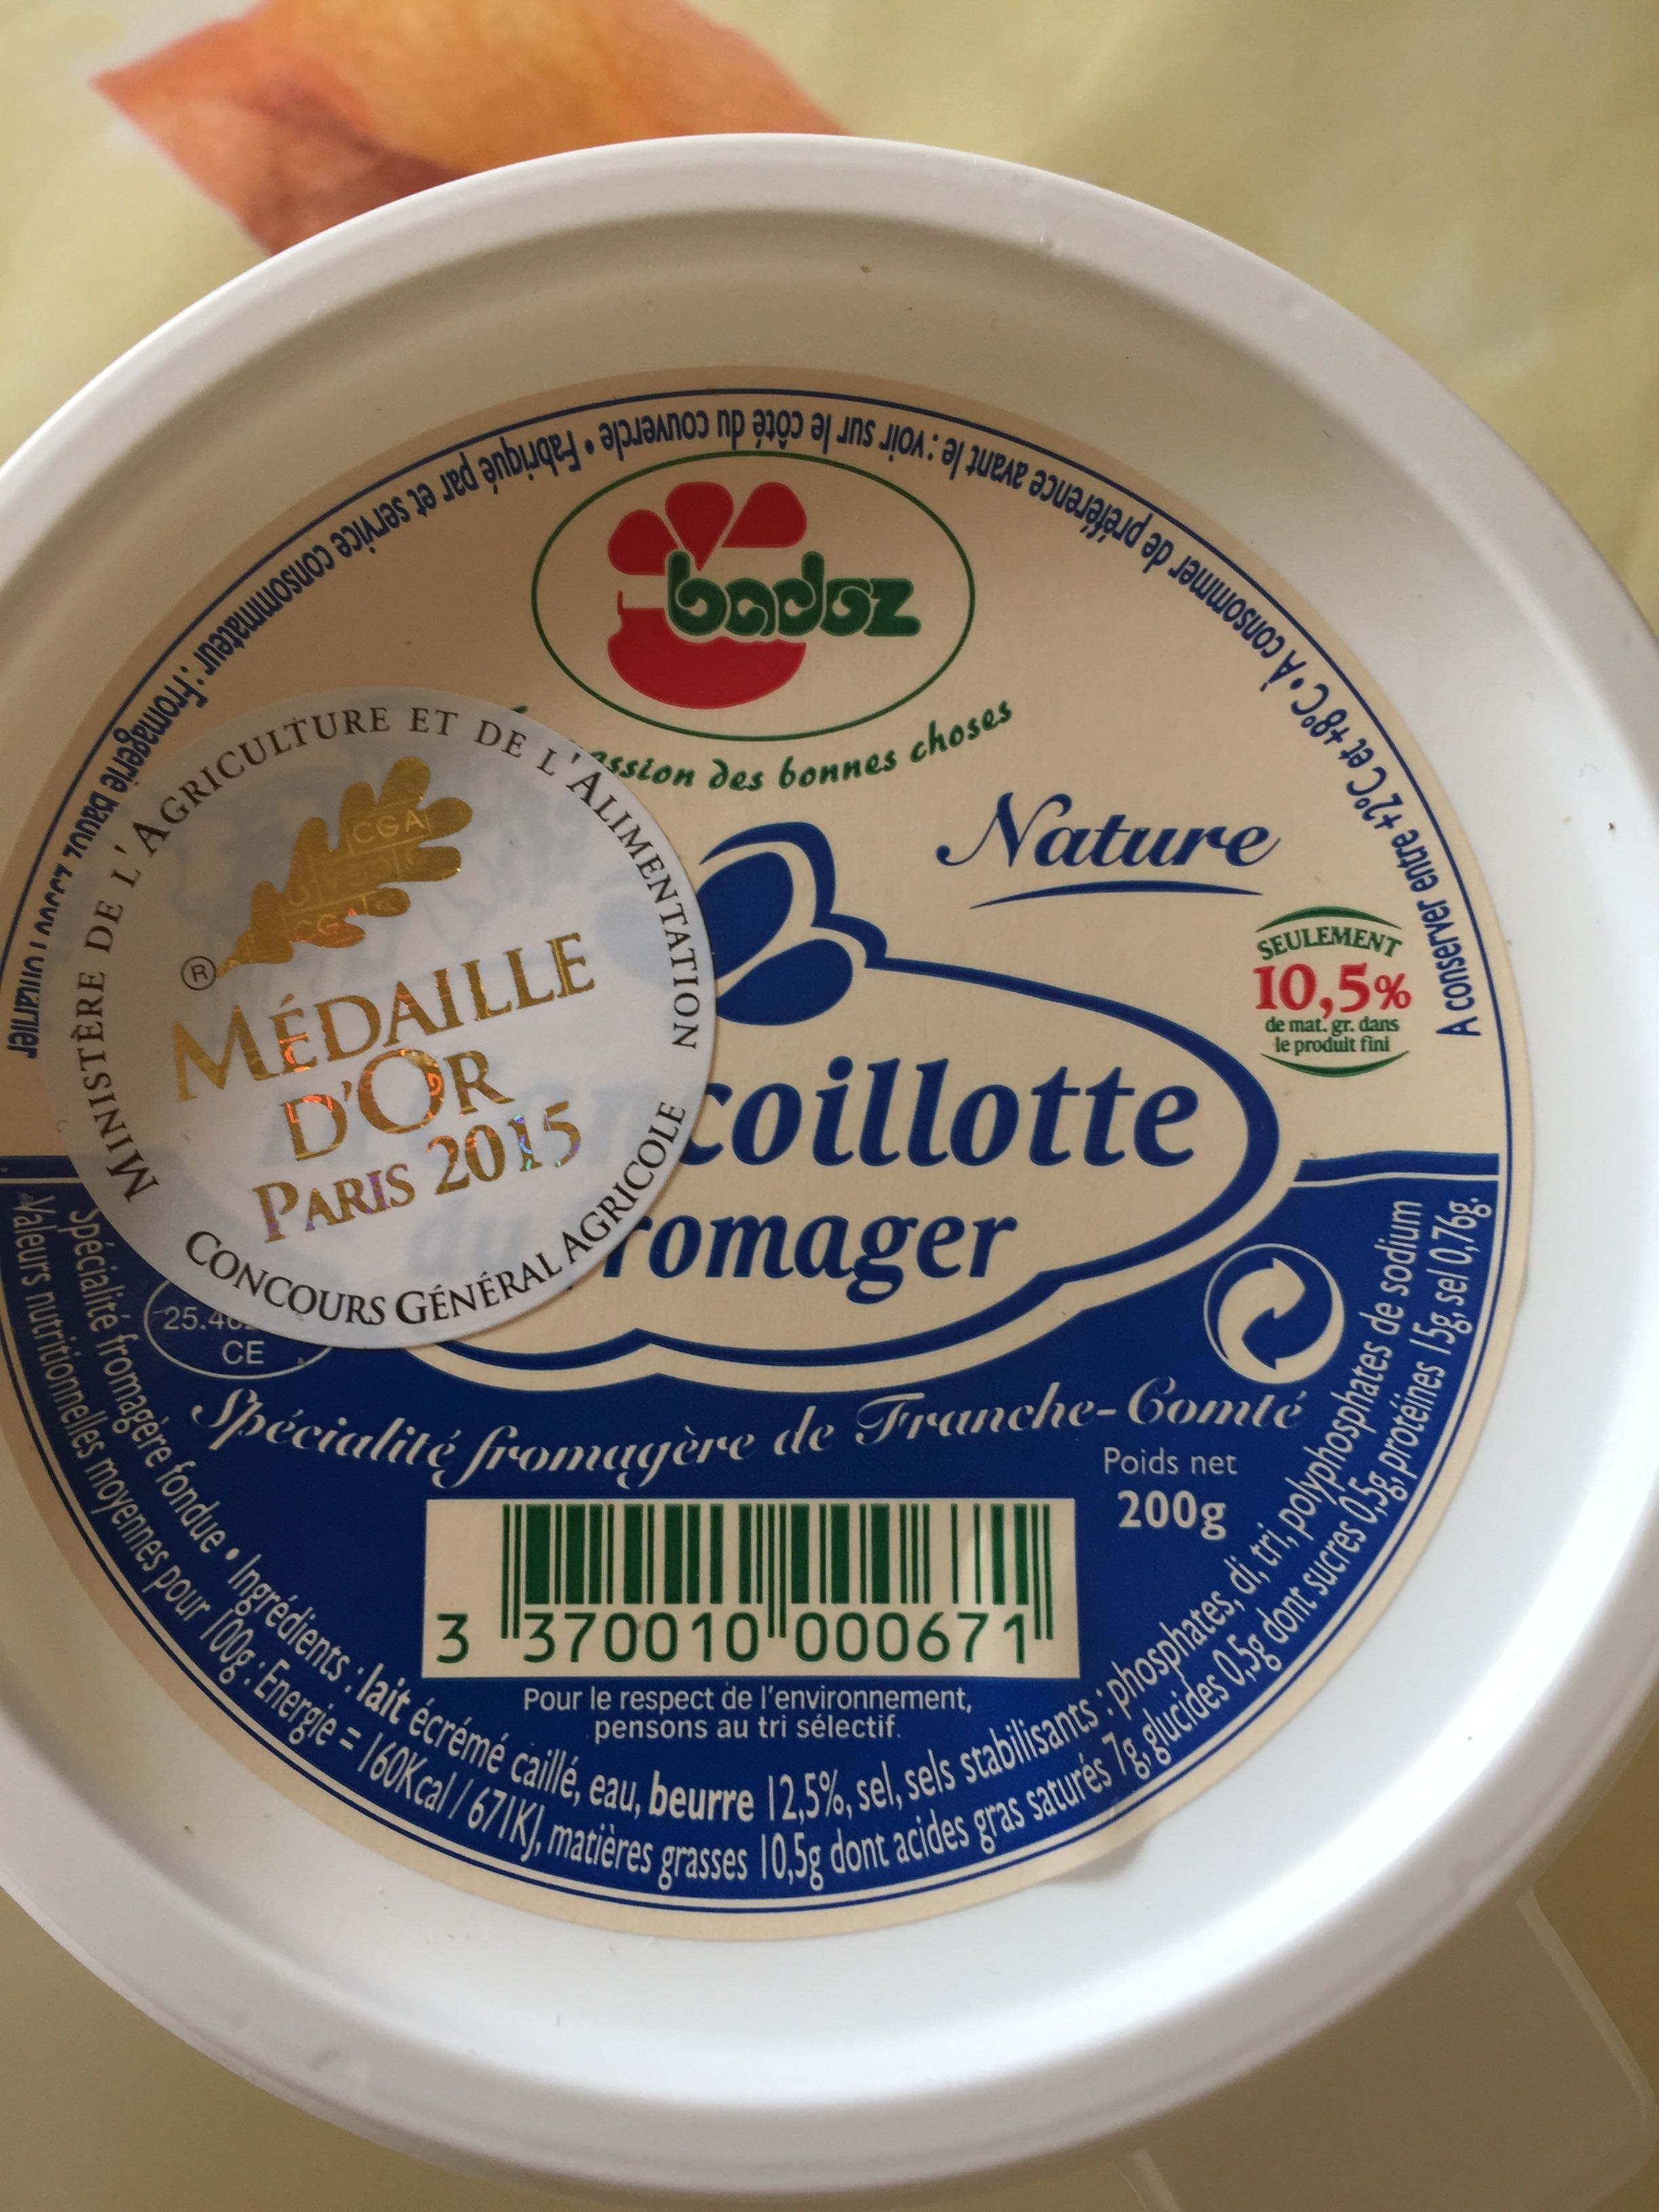 A conserver entre +2°C et +8°C • À consommer de préférence avant le : voir sur le côté du couvercle • Fabriqué par et service consommateur : Fromagerie Badoz
badoz
ssion des bonnes choses
Nature
SEULEMENT
10,5%
de mat. gr. dans
le produit fini
MINISTÈRE DE L'AGRICULTURE ET DE L'ALIMENTATION
CGA
CGA
®
MÉDAILLE
D'OR
PARIS 2015
CONCOURS GÉNÉRAL AGRICOLE
coillotte
du romager
25.4
CE
Spécialité fromagère de Franche-Comté
Poids net
200g
3 370010 000671
Pour le respect de l'environnement,
pensons au tri sélectif.
Spécialité fromagère fondue • Ingrédients : lait écrémé caillé, eau, beurre 12,5%, sel, sels stabilisants : phosphates, di, tri, polyphosphates de sodium
Valeurs nutritionnelles moyennes pour 100g : Energie = 160Kcal / 671KJ, matières grasses 10,5g dont acides gras saturés 7g, glucides 0,5g dont sucres 0,5g, protéines 15g, sel 0,76g.